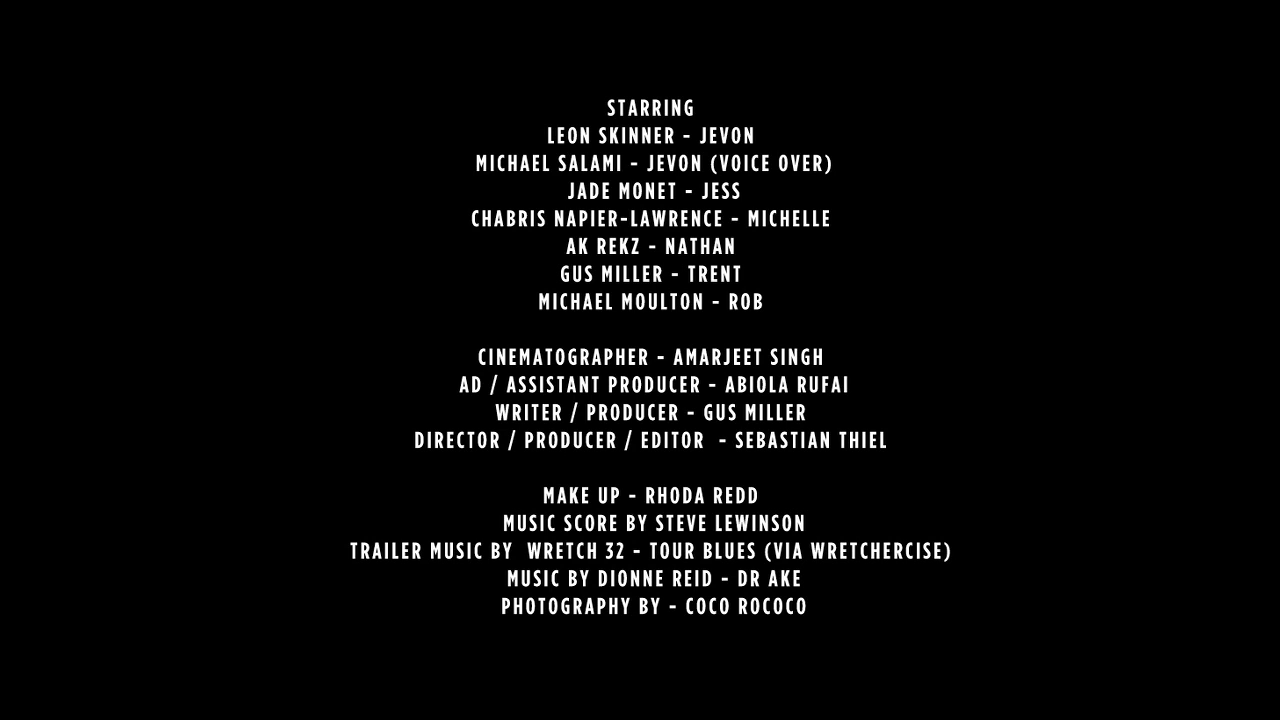 STARRING
LEON SKINNER - JEVON
MICHAEL SALAMI - JEVON (VOICE OVER)
JADE MONET - JESS
CHABRIS NAPIER-LAWRENCE - MICHELLE
AK REKZ - NATHAN
GUS MILLER - TRENT
MICHAEL MOULTON - ROB
CINEMATOGRAPHER - AMARJEET SINGH
AD / ASSISTANT PRODUCER - ABIOLA RUFAI
WRITER / PRODUCER - GUS MILLER
DIRECTOR / PRODUCER / EDITOR  - SEBASTIAN THIEL
MAKE UP - RHODA REDD
MUSIC SCORE BY STEVE LEWINSON
TRAILER MUSIC BY  WRETCH 32 - TOUR BLUES (VIA WRETCHERCISE)
MUSIC BY DIONNE REID - DR AKE
PHOTOGRAPHY BY - COCO ROCOCO